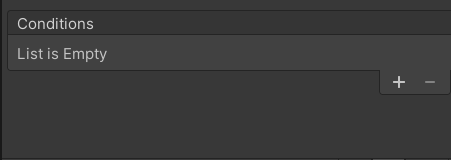 Conditions
List is Empty
+ −